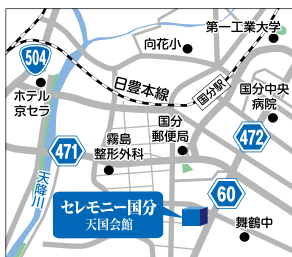 第一工業大学
向花小
504
日豊本線
国分駅
ホテル
京セラ
国分中央
病院
国分
郵便局
472
471
霧島
整形外科
天降川
60
セレモニー国分
天国会館
舞鶴中